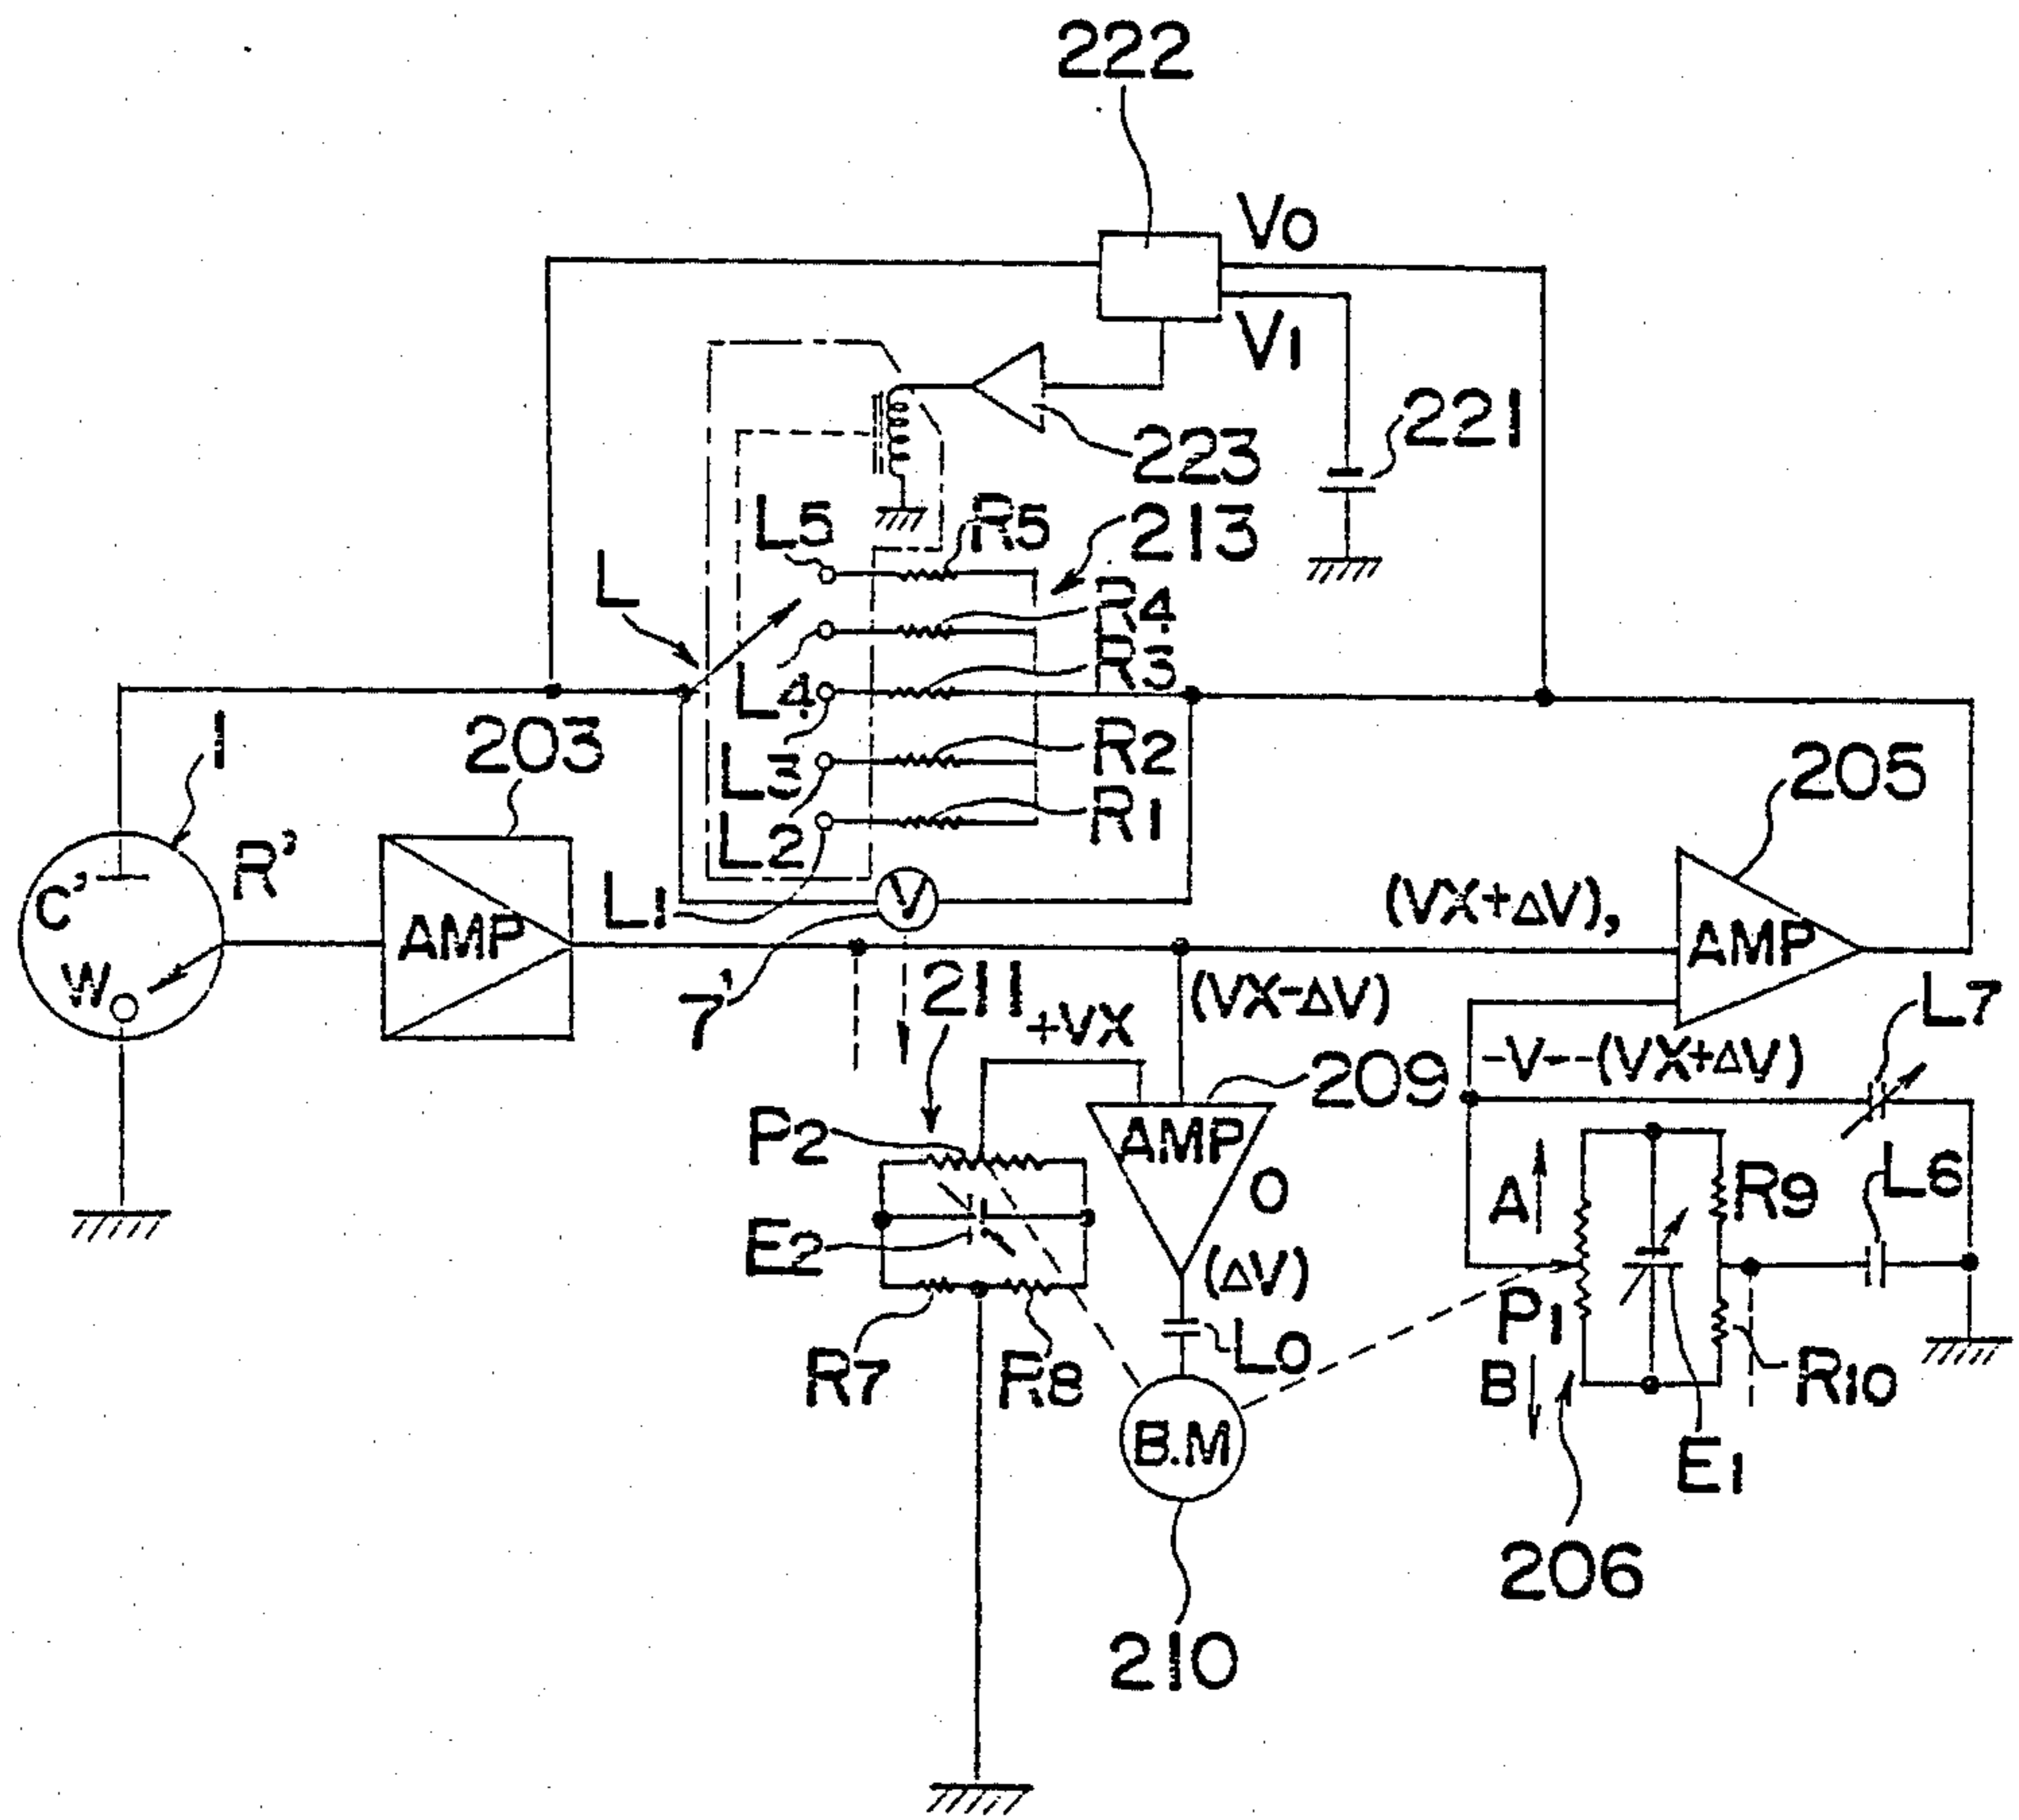 222
Vo
V1
221
223
L5
R5
213
L
R4
L4
R3
203
L3
R2
205
1
L2
R1
R'
C'
L1
V
(VX+ΔV),
AMP
AMP
W
7'
211
+VX
(VX-ΔV)
L7
-V--(VX+ΔV)
209
P2
AMP
O
A
R9
L6
E2
(ΔV)
P1
R7
R8
L0
B
R10
B.M
E1
206
210